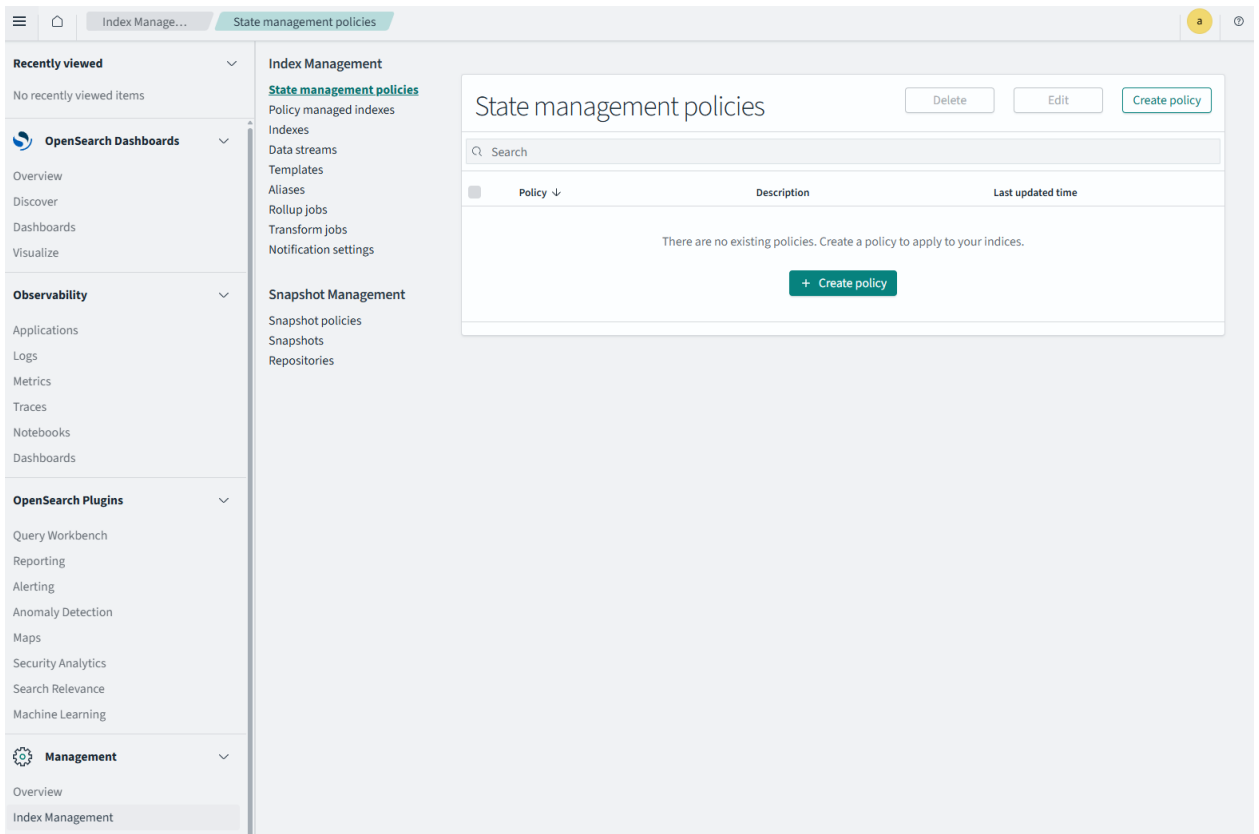 Index Manage...
State management policies
a
Recently viewed
No recently viewed items
OpenSearch Dashboards
Overview
Discover
Dashboards
Visualize
Observability
Applications
Logs
Metrics
Traces
Notebooks
Dashboards
OpenSearch Plugins
Query Workbench
Reporting
Alerting
Anomaly Detection
Maps
Security Analytics
Search Relevance
Machine Learning
Management
Overview
Index Management
Index Management
State management policies
Policy managed indexes
Indexes
Data streams
Templates
Aliases
Rollup jobs
Transform jobs
Notification settings
Snapshot Management
Snapshot policies
Snapshots
Repositories
State management policies
Delete
Edit
Create policy
Search
Policy
Description
Last updated time
There are no existing policies. Create a policy to apply to your indices.
+ Create policy